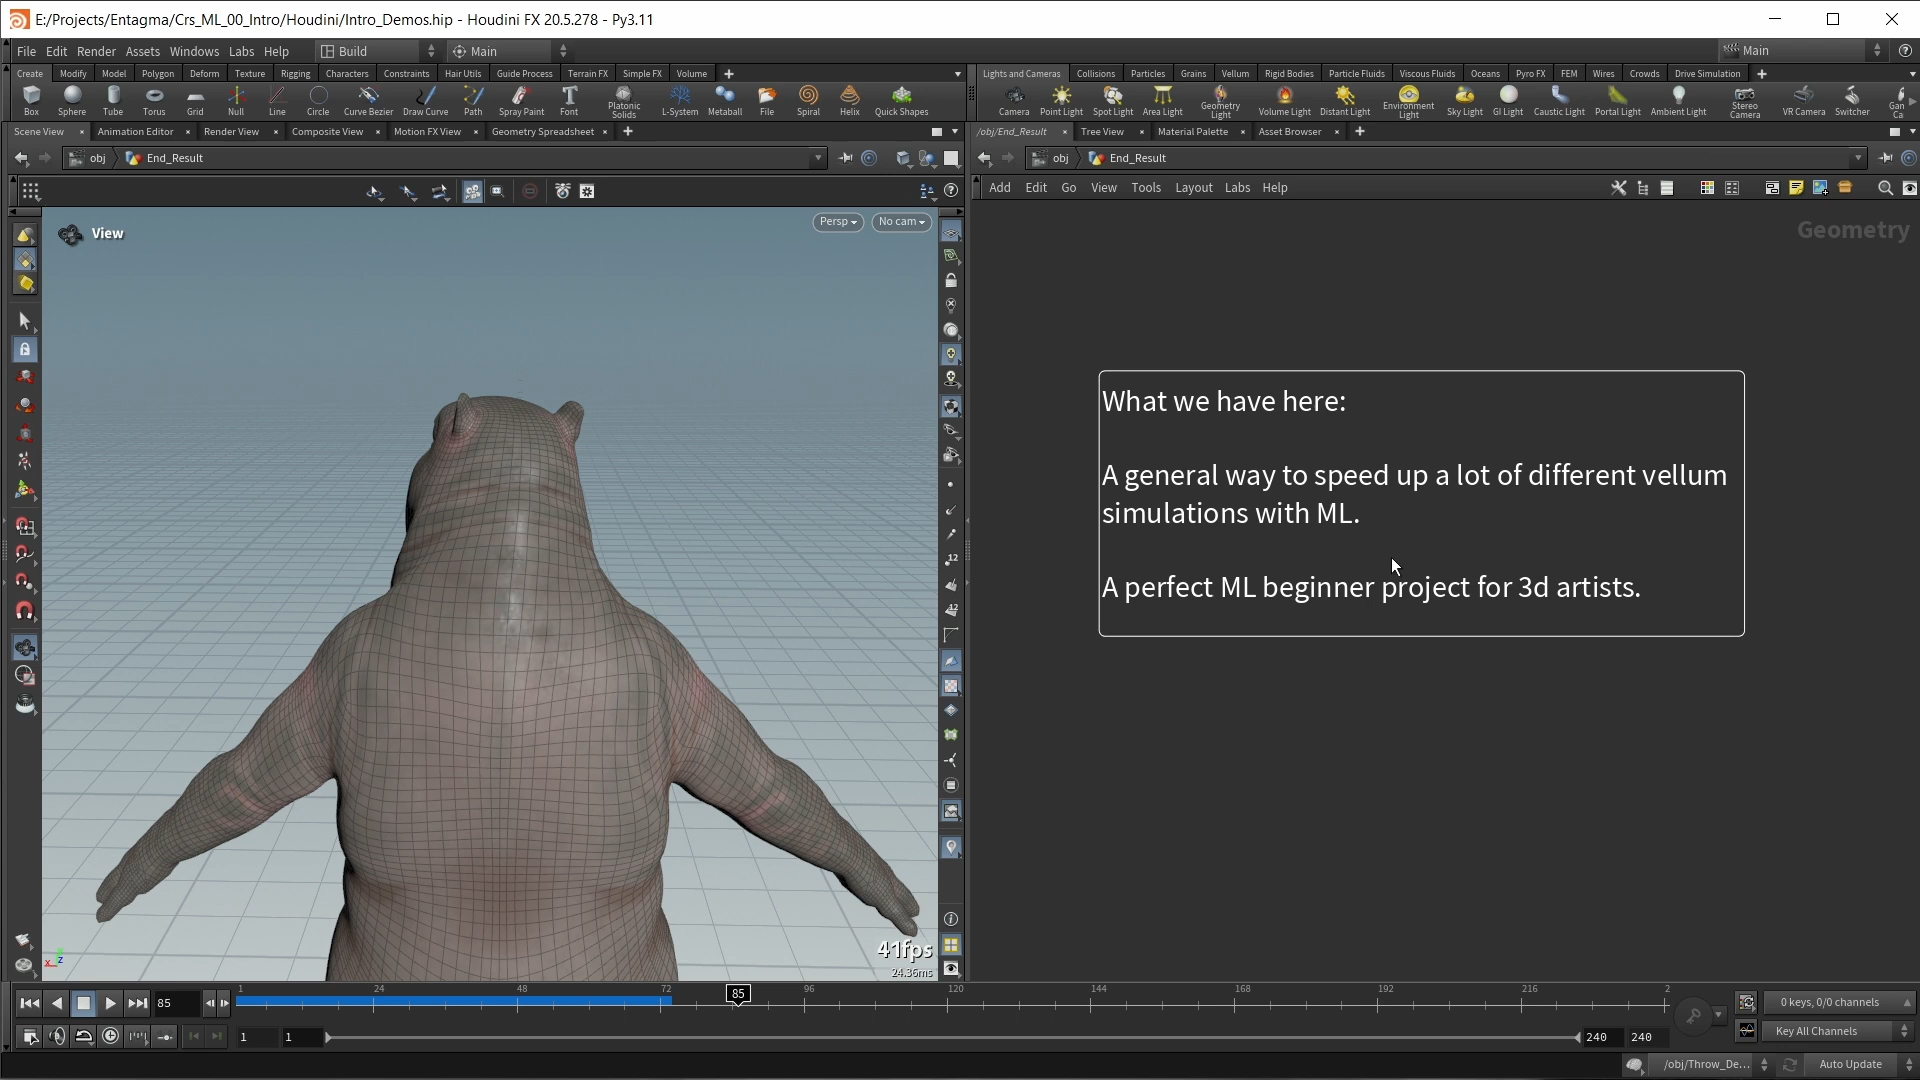 E:/Projects/Entagma/Crs_ML_00_Intro/Houdini/Intro_Demos.hip - Houdini FX 20.5.278 - Py3.11
File Edit Render Assets Windows Labs Help Build Main Main
Create Modify Model Polygon Deform Texture Rigging Characters Constraints Hair Utils Guide Process Terrain FX Simple FX Volume
Lights and Cameras Collisions Particles Grains Vellum Rigid Bodies Particle Fluids Viscous Fluids Oceans Pyro FX FEM Wires Crowds Drive Simulation
Box Sphere Tube Torus Grid Null Line Circle Curve Bezier Draw Curve Path Spray Paint Font Platonic Solids L-System Metaball File Spiral Helix Quick Shapes
Camera Point Light Spot Light Area Light Geometry Light Volume Light Distant Light Environment Light Sky Light GI Light Caustic Light Portal Light Ambient Light Stereo Camera VR Camera Switcher Gan Ca
Scene View Animation Editor Render View Composite View Motion FX View Geometry Spreadsheet
/obj/End_Result Tree View Material Palette Asset Browser
obj End_Result
obj End_Result
Add Edit Go View Tools Layout Labs Help
View
Persp
No cam
Geometry
What we have here:
A general way to speed up a lot of different vellum
simulations with ML.
A perfect ML beginner project for 3d artists.
12
12
x z
41fps
24.36ms
85
1 24 48 72 85 96 120 144 168 192 216 2
0 keys, 0/0 channels
1 1 240 240
Key All Channels
/obj/Throw_De... Auto Update